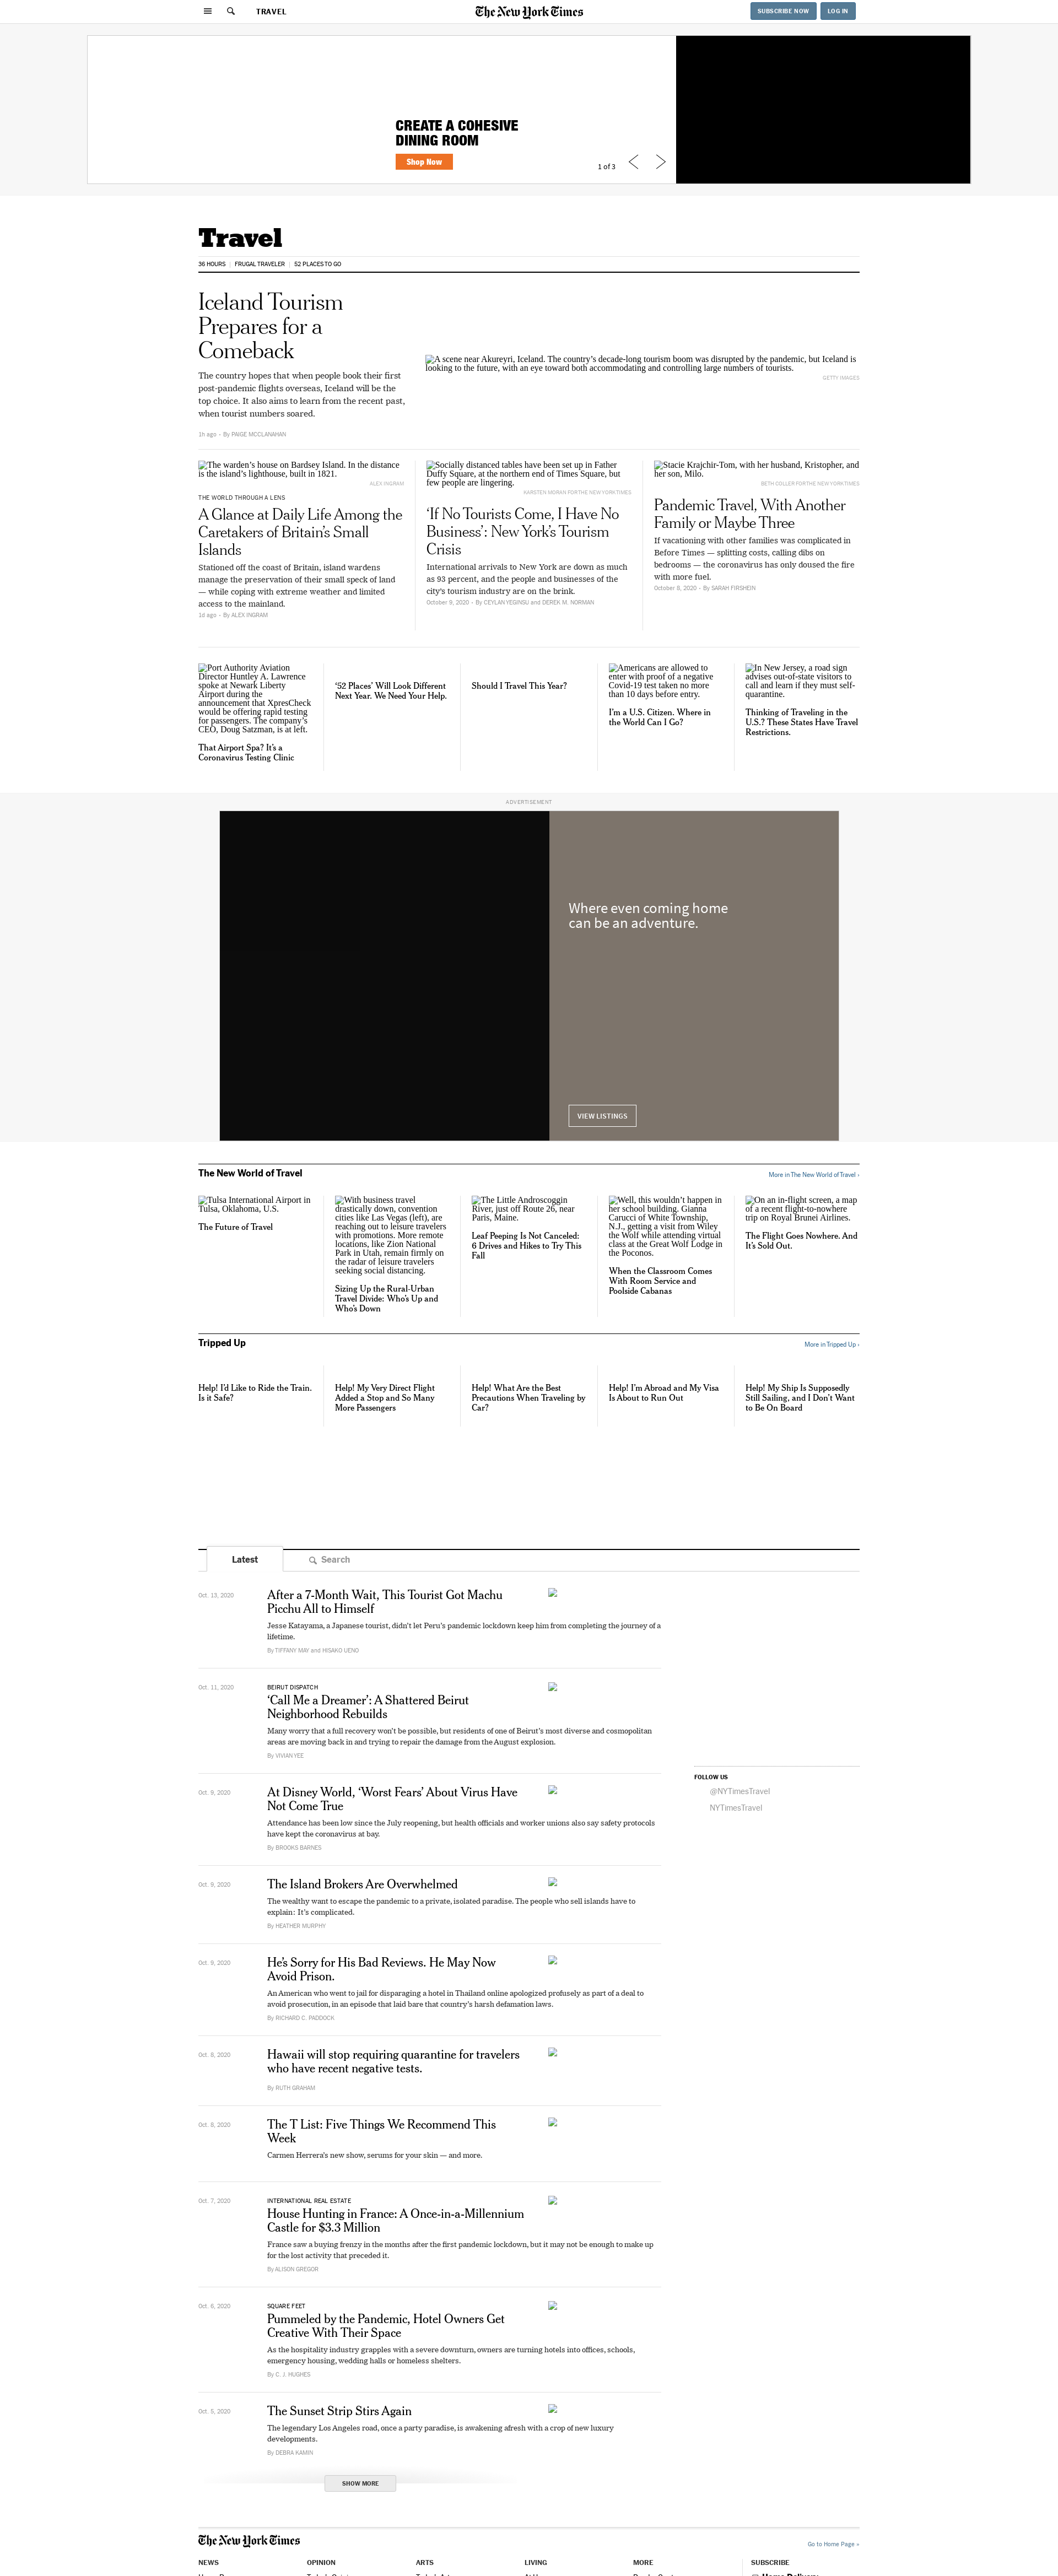 TRAVEL
The New York Times
SUBSCRIBE NOW
LOG IN
CREATE A COHESIVE
DINING ROOM
Shop Now
1 of 3
Travel
36 HOURS
FRUGAL TRAVELER
52 PLACES TO GO
Iceland Tourism
Prepares for a
Comeback
The country hopes that when people book their first
post-pandemic flights overseas, Iceland will be the
top choice. It also aims to learn from the recent past,
when tourist numbers soared.
1h ago - By PAIGE MCCLANAHAN
A scene near Akureyri, Iceland. The country’s decade-long tourism boom was disrupted by the pandemic, but Iceland is
looking to the future, with an eye toward both accommodating and controlling large numbers of tourists.
GETTY IMAGES
The warden’s house on Bardsey Island. In the distance
is the island’s lighthouse, built in 1821.
ALEX INGRAM
THE WORLD THROUGH A LENS
A Glance at Daily Life Among the
Caretakers of Britain’s Small
Islands
Stationed off the coast of Britain, island wardens
manage the preservation of their small speck of land
— while coping with extreme weather and limited
access to the mainland.
1d ago - By ALEX INGRAM
Socially distanced tables have been set up in Father
Duffy Square, at the northern end of Times Square, but
few people are lingering.
KARSTEN MORAN FOR THE NEW YORK TIMES
‘If No Tourists Come, I Have No
Business’: New York’s Tourism
Crisis
International arrivals to New York are down as much
as 93 percent, and the people and businesses of the
city’s tourism industry are on the brink.
October 9, 2020 - By CEYLAN YEGINSU and DEREK M. NORMAN
Stacie Krajchir-Tom, with her husband, Kristopher, and
her son, Milo.
BETH COLLER FOR THE NEW YORK TIMES
Pandemic Travel, With Another
Family or Maybe Three
If vacationing with other families was complicated in
Before Times — splitting costs, calling dibs on
bedrooms — the coronavirus has only doused the fire
with more fuel.
October 8, 2020 - By SARAH FIRSHEIN
Port Authority Aviation
Director Huntley A. Lawrence
spoke at Newark Liberty
Airport during the
announcement that XpresCheck
would be offering rapid testing
for passengers. The company’s
CEO, Doug Satzman, is at left.
That Airport Spa? It’s a
Coronavirus Testing Clinic
‘52 Places’ Will Look Different
Next Year. We Need Your Help.
Should I Travel This Year?
Americans are allowed to
enter with proof of a negative
Covid-19 test taken no more
than 10 days before entry.
I’m a U.S. Citizen. Where in
the World Can I Go?
In New Jersey, a road sign
advises out-of-state visitors to
call and learn if they must self-
quarantine.
Thinking of Traveling in the
U.S.? These States Have Travel
Restrictions.
ADVERTISEMENT
Where even coming home
can be an adventure.
VIEW LISTINGS
The New World of Travel
More in The New World of Travel ›
Tulsa International Airport in
Tulsa, Oklahoma, U.S.
The Future of Travel
With business travel
drastically down, convention
cities like Las Vegas (left), are
reaching out to leisure travelers
with promotions. More remote
locations, like Zion National
Park in Utah, remain firmly on
the radar of leisure travelers
seeking social distancing.
Sizing Up the Rural-Urban
Travel Divide: Who’s Up and
Who’s Down
The Little Androscoggin
River, just off Route 26, near
Paris, Maine.
Leaf Peeping Is Not Canceled:
6 Drives and Hikes to Try This
Fall
Well, this wouldn’t happen in
her school building. Gianna
Carucci of White Township,
N.J., getting a visit from Wiley
the Wolf while attending virtual
class at the Great Wolf Lodge in
the Poconos.
When the Classroom Comes
With Room Service and
Poolside Cabanas
On an in-flight screen, a map
of a recent flight-to-nowhere
trip on Royal Brunei Airlines.
The Flight Goes Nowhere. And
It’s Sold Out.
Tripped Up
More in Tripped Up ›
Help! I’d Like to Ride the Train.
Is it Safe?
Help! My Very Direct Flight
Added a Stop and So Many
More Passengers
Help! What Are the Best
Precautions When Traveling by
Car?
Help! I’m Abroad and My Visa
Is About to Run Out
Help! My Ship Is Supposedly
Still Sailing, and I Don’t Want
to Be On Board
Latest
Search
Oct. 13, 2020
After a 7-Month Wait, This Tourist Got Machu
Picchu All to Himself
Jesse Katayama, a Japanese tourist, didn’t let Peru’s pandemic lockdown keep him from completing the journey of a
lifetime.
By TIFFANY MAY and HISAKO UENO
Oct. 11, 2020
BEIRUT DISPATCH
‘Call Me a Dreamer’: A Shattered Beirut
Neighborhood Rebuilds
Many worry that a full recovery won’t be possible, but residents of one of Beirut’s most diverse and cosmopolitan
areas are moving back in and trying to repair the damage from the August explosion.
By VIVIAN YEE
Oct. 9, 2020
At Disney World, ‘Worst Fears’ About Virus Have
Not Come True
Attendance has been low since the July reopening, but health officials and worker unions also say safety protocols
have kept the coronavirus at bay.
By BROOKS BARNES
FOLLOW US
@NYTimesTravel
NYTimesTravel
Oct. 9, 2020
The Island Brokers Are Overwhelmed
The wealthy want to escape the pandemic to a private, isolated paradise. The people who sell islands have to
explain: It’s complicated.
By HEATHER MURPHY
Oct. 9, 2020
He’s Sorry for His Bad Reviews. He May Now
Avoid Prison.
An American who went to jail for disparaging a hotel in Thailand online apologized profusely as part of a deal to
avoid prosecution, in an episode that laid bare that country’s harsh defamation laws.
By RICHARD C. PADDOCK
Oct. 8, 2020
Hawaii will stop requiring quarantine for travelers
who have recent negative tests.
By RUTH GRAHAM
Oct. 8, 2020
The T List: Five Things We Recommend This
Week
Carmen Herrera’s new show, serums for your skin — and more.
Oct. 7, 2020
INTERNATIONAL REAL ESTATE
House Hunting in France: A Once-in-a-Millennium
Castle for $3.3 Million
France saw a buying frenzy in the months after the first pandemic lockdown, but it may not be enough to make up
for the lost activity that preceded it.
By ALISON GREGOR
Oct. 6, 2020
SQUARE FEET
Pummeled by the Pandemic, Hotel Owners Get
Creative With Their Space
As the hospitality industry grapples with a severe downturn, owners are turning hotels into offices, schools,
emergency housing, wedding halls or homeless shelters.
By C. J. HUGHES
Oct. 5, 2020
The Sunset Strip Stirs Again
The legendary Los Angeles road, once a party paradise, is awakening afresh with a crop of new luxury
developments.
By DEBRA KAMIN
SHOW MORE
The New York Times
Go to Home Page »
NEWS
OPINION
ARTS
LIVING
MORE
SUBSCRIBE